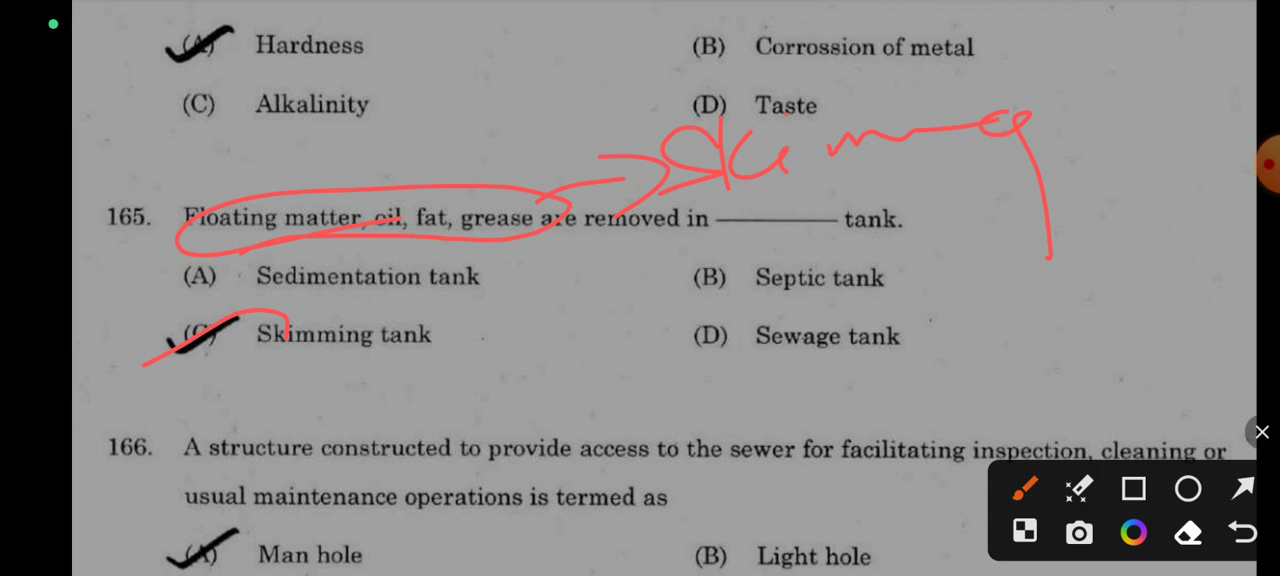 (A) Hardness (B) Corrossion of metal
(C) Alkalinity (D) Taste
165. Floating matter, oil, fat, grease are removed in ———— tank.
(A) Sedimentation tank (B) Septic tank
(C) Skimming tank (D) Sewage tank
166. A structure constructed to provide access to the sewer for facilitating inspection, cleaning or
usual maintenance operations is termed as
(A) Man hole (B) Light hole